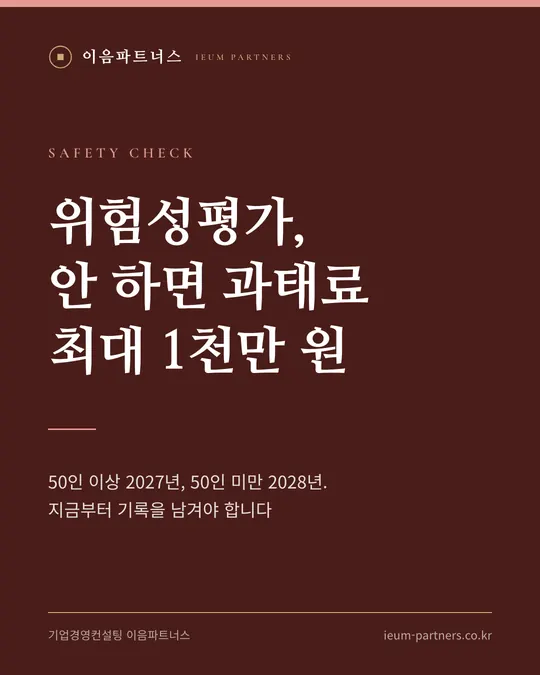 이음파트너스 IEUM PARTNERS
SAFETY CHECK
위험성평가,
안 하면 과태료
최대 1천만 원
50인 이상 2027년, 50인 미만 2028년.
지금부터 기록을 남겨야 합니다
기업경영컨설팅 이음파트너스
ieum-partners.co.kr